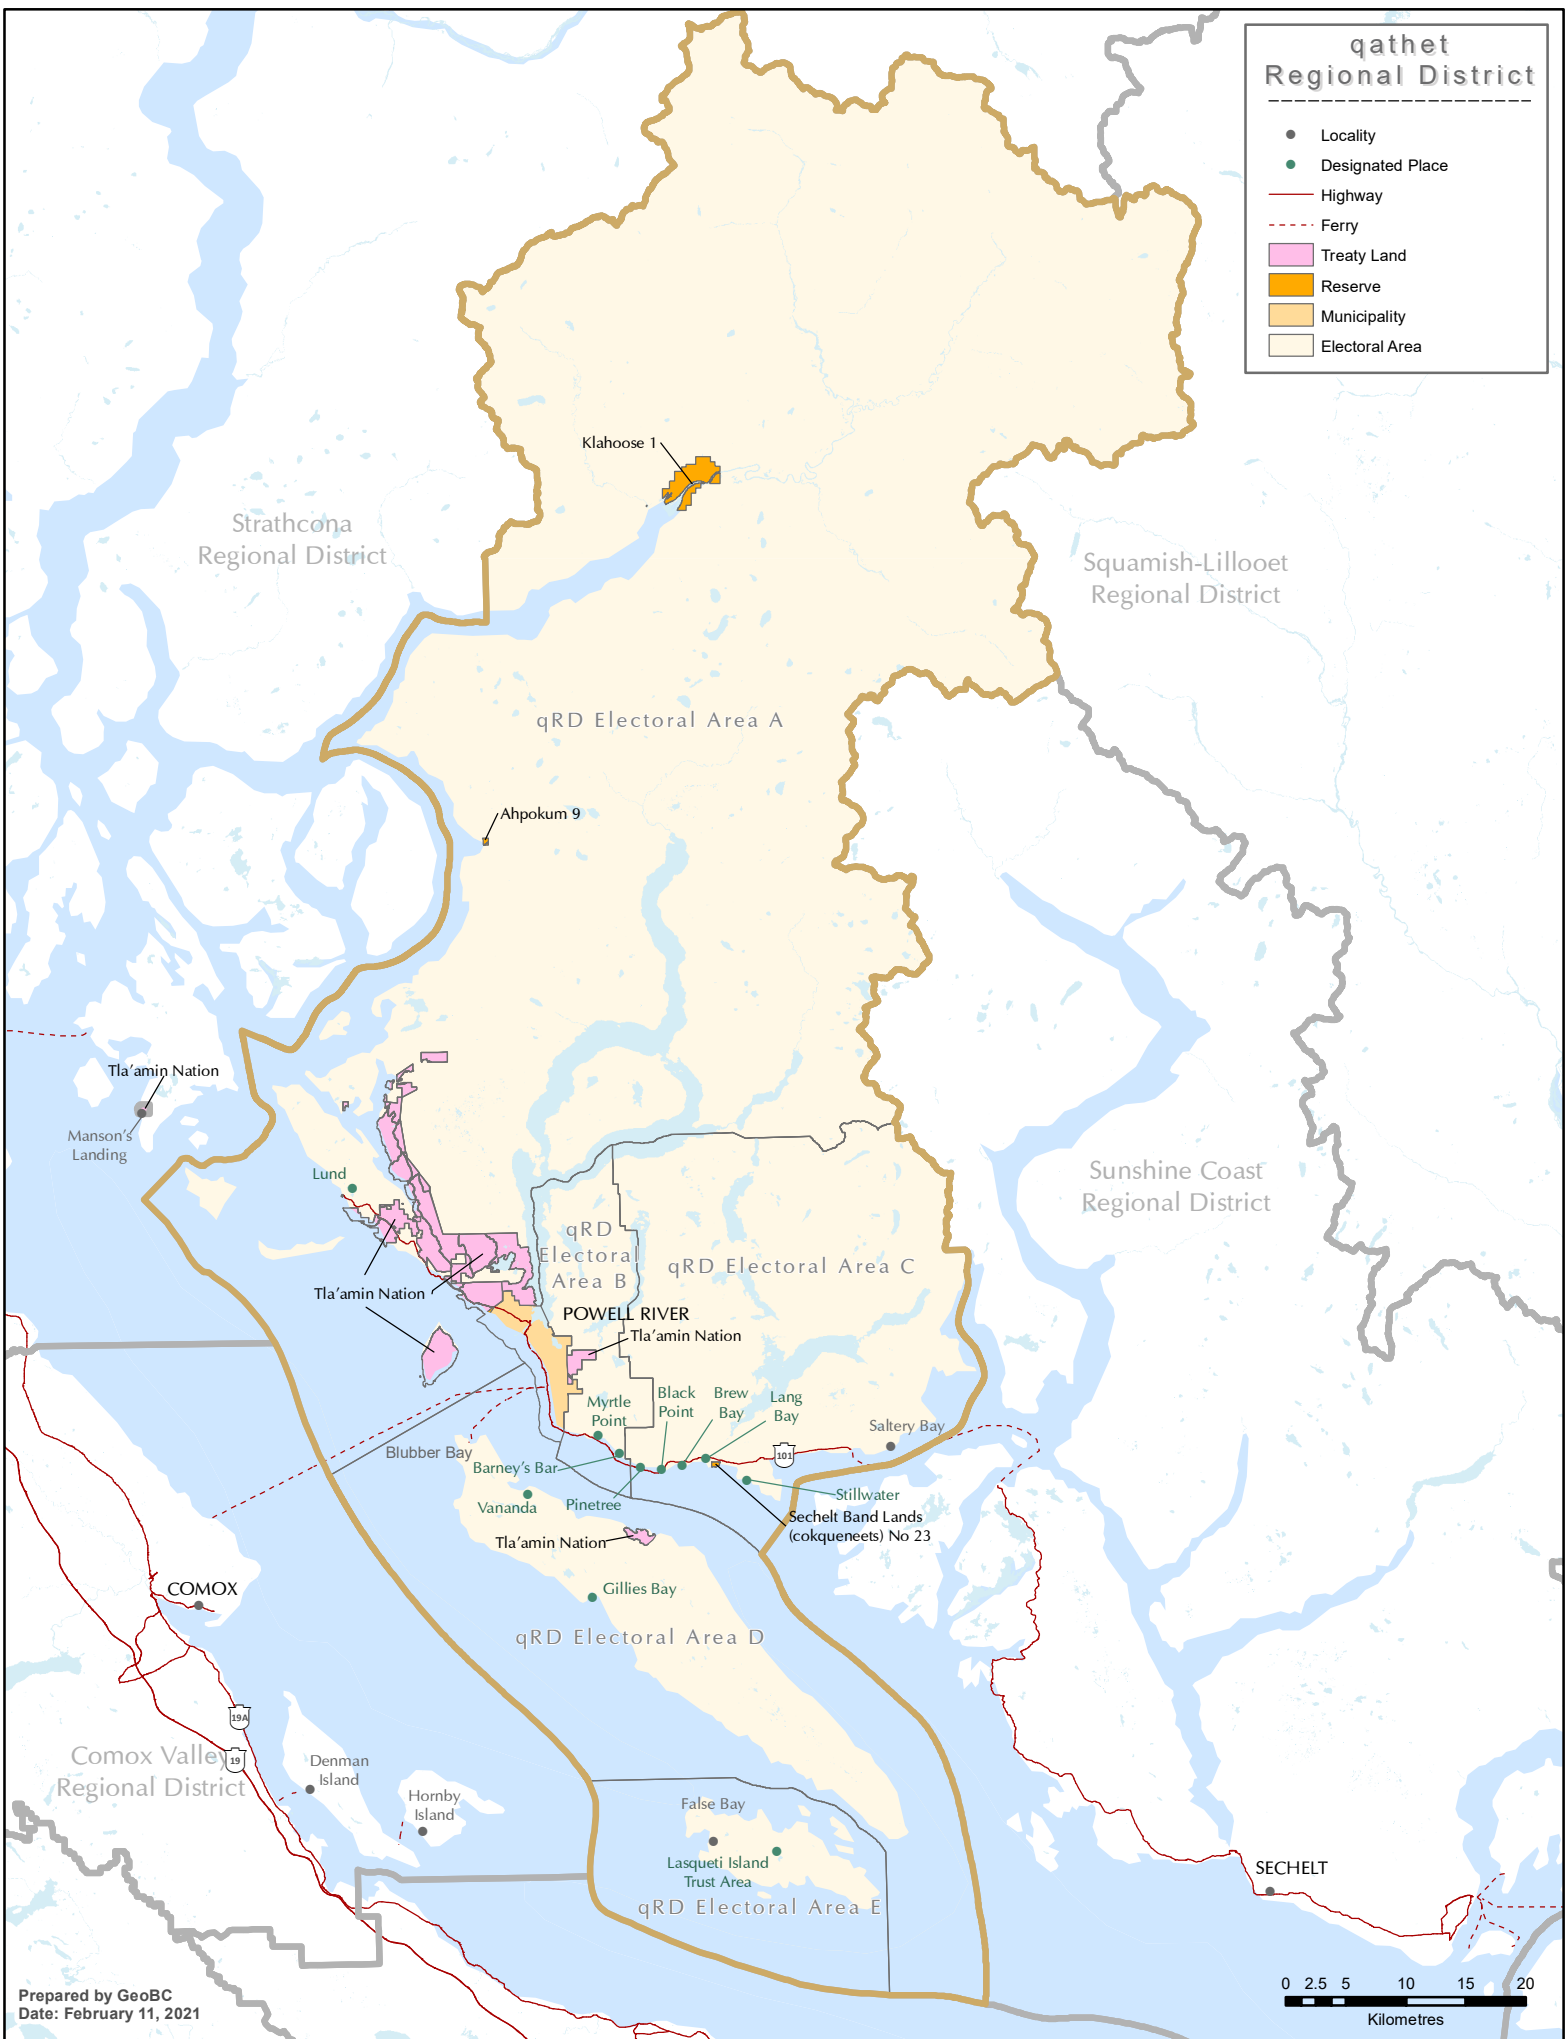 qathet
Regional District
Locality
Designated Place
Highway
Ferry
Treaty Land
Reserve
Municipality
Electoral Area
Klahoose 1
Strathcona
Regional District
Squamish-Lillooet
Regional District
qRD Electoral Area A
Ahpokum 9
Tla'amin Nation
Manson's
Landing
Lund
Sunshine Coast
Regional District
qRD
Electoral
Area B
qRD Electoral Area C
Tla'amin Nation
POWELL RIVER
Tla'amin Nation
Myrtle
Point
Black
Point
Brew
Bay
Lang
Bay
Saltery Bay
101
Blubber Bay
Barney's Bar
Vananda
Pinetree
Stillwater
Sechelt Band Lands
(cokqueneets) No 23
Tla'amin Nation
COMOX
Gillies Bay
qRD Electoral Area D
19A
19
Comox Valley
Regional District
Denman
Island
Hornby
Island
False Bay
Lasqueti Island
Trust Area
qRD Electoral Area E
SECHELT
Prepared by GeoBC
Date: February 11, 2021
0 2.5 5 10 15 20
Kilometres